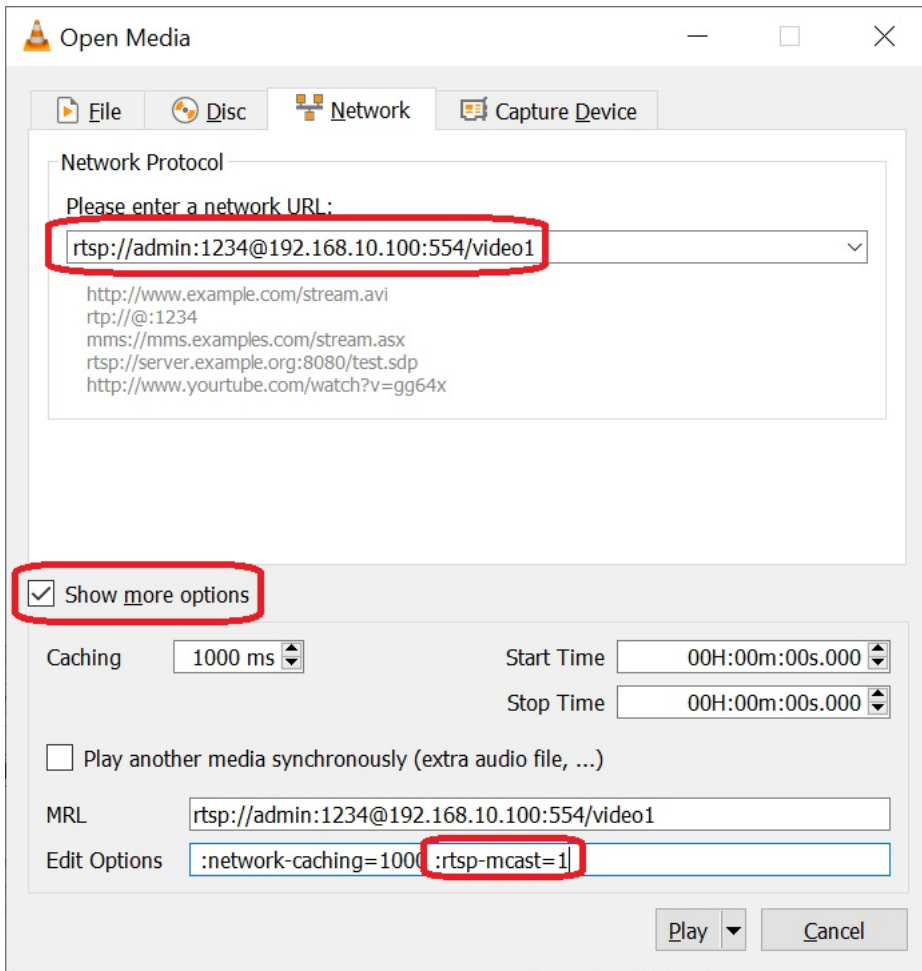 Open Media
File Disc Network Capture Device
Network Protocol
Please enter a network URL:
rtsp://admin:1234@192.168.10.100:554/video1
http://www.example.com/stream.avi
rtp://@:1234
mms://mms.examples.com/stream.asx
rtsp://server.example.org:8080/test.sdp
http://www.yourtube.com/watch?v=gg64x
Show more options
Caching 1000 ms Start Time 00H:00m:00s.000
Stop Time 00H:00m:00s.000
Play another media synchronously (extra audio file, ...)
MRL rtsp://admin:1234@192.168.10.100:554/video1
Edit Options :network-caching=1000 :rtsp-mcast=1
Play Cancel